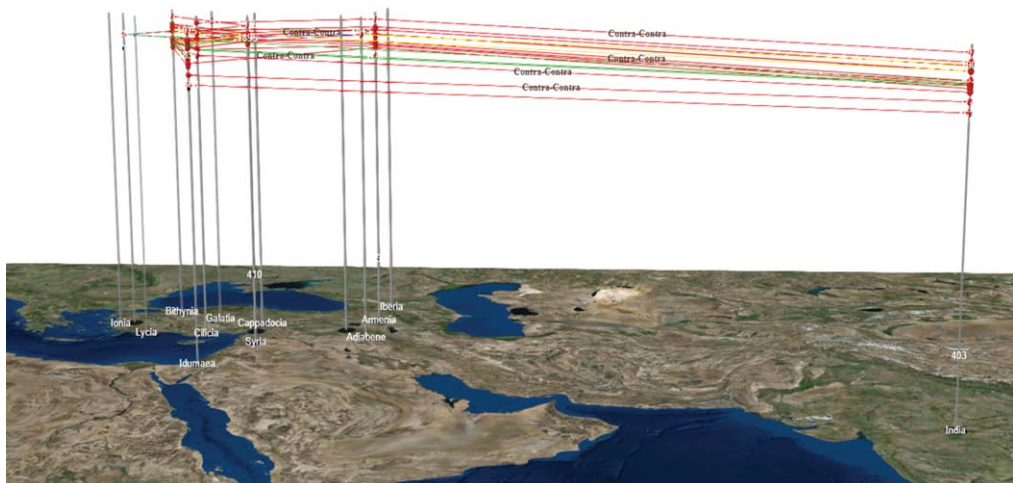 Contra-Contra
Contra-Contra
Contra-Contra
Contra-Contra
Contra-Contra
Contra-Contra
410
Iberia
Bithynia
Galatia
Armenia
Ionia
Cappadocia
Lycia
Cilicia
Adiabene
Syria
403
Idumaea
India